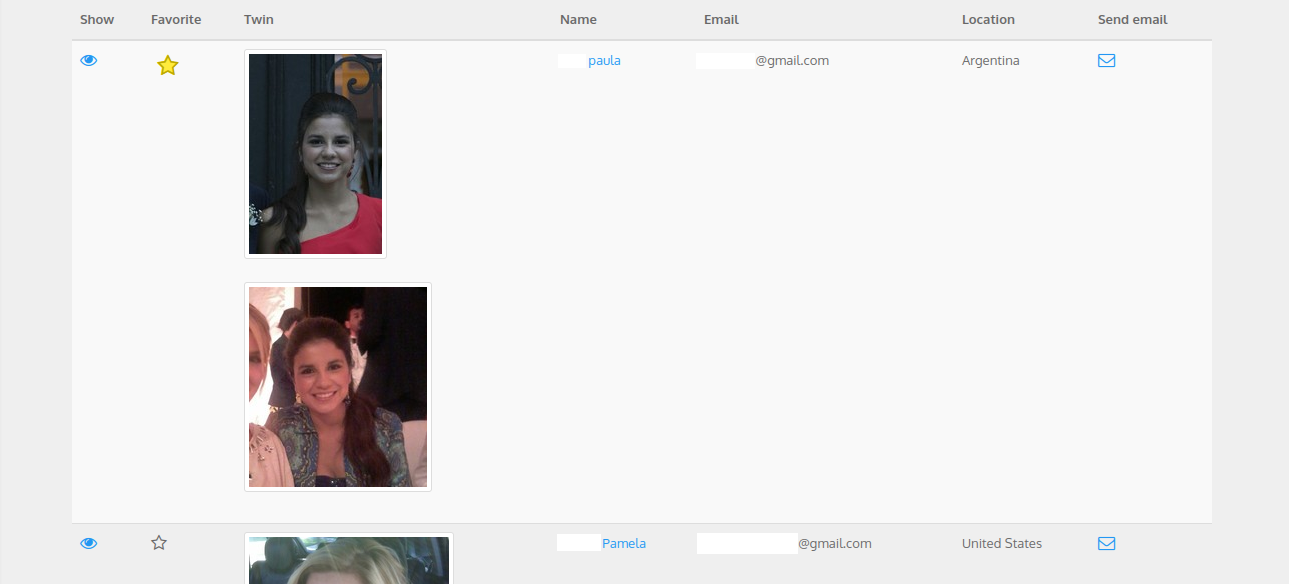 Show Favorite Twin Name Email Location Send email
paula @gmail.com Argentina
Pamela @gmail.com United States